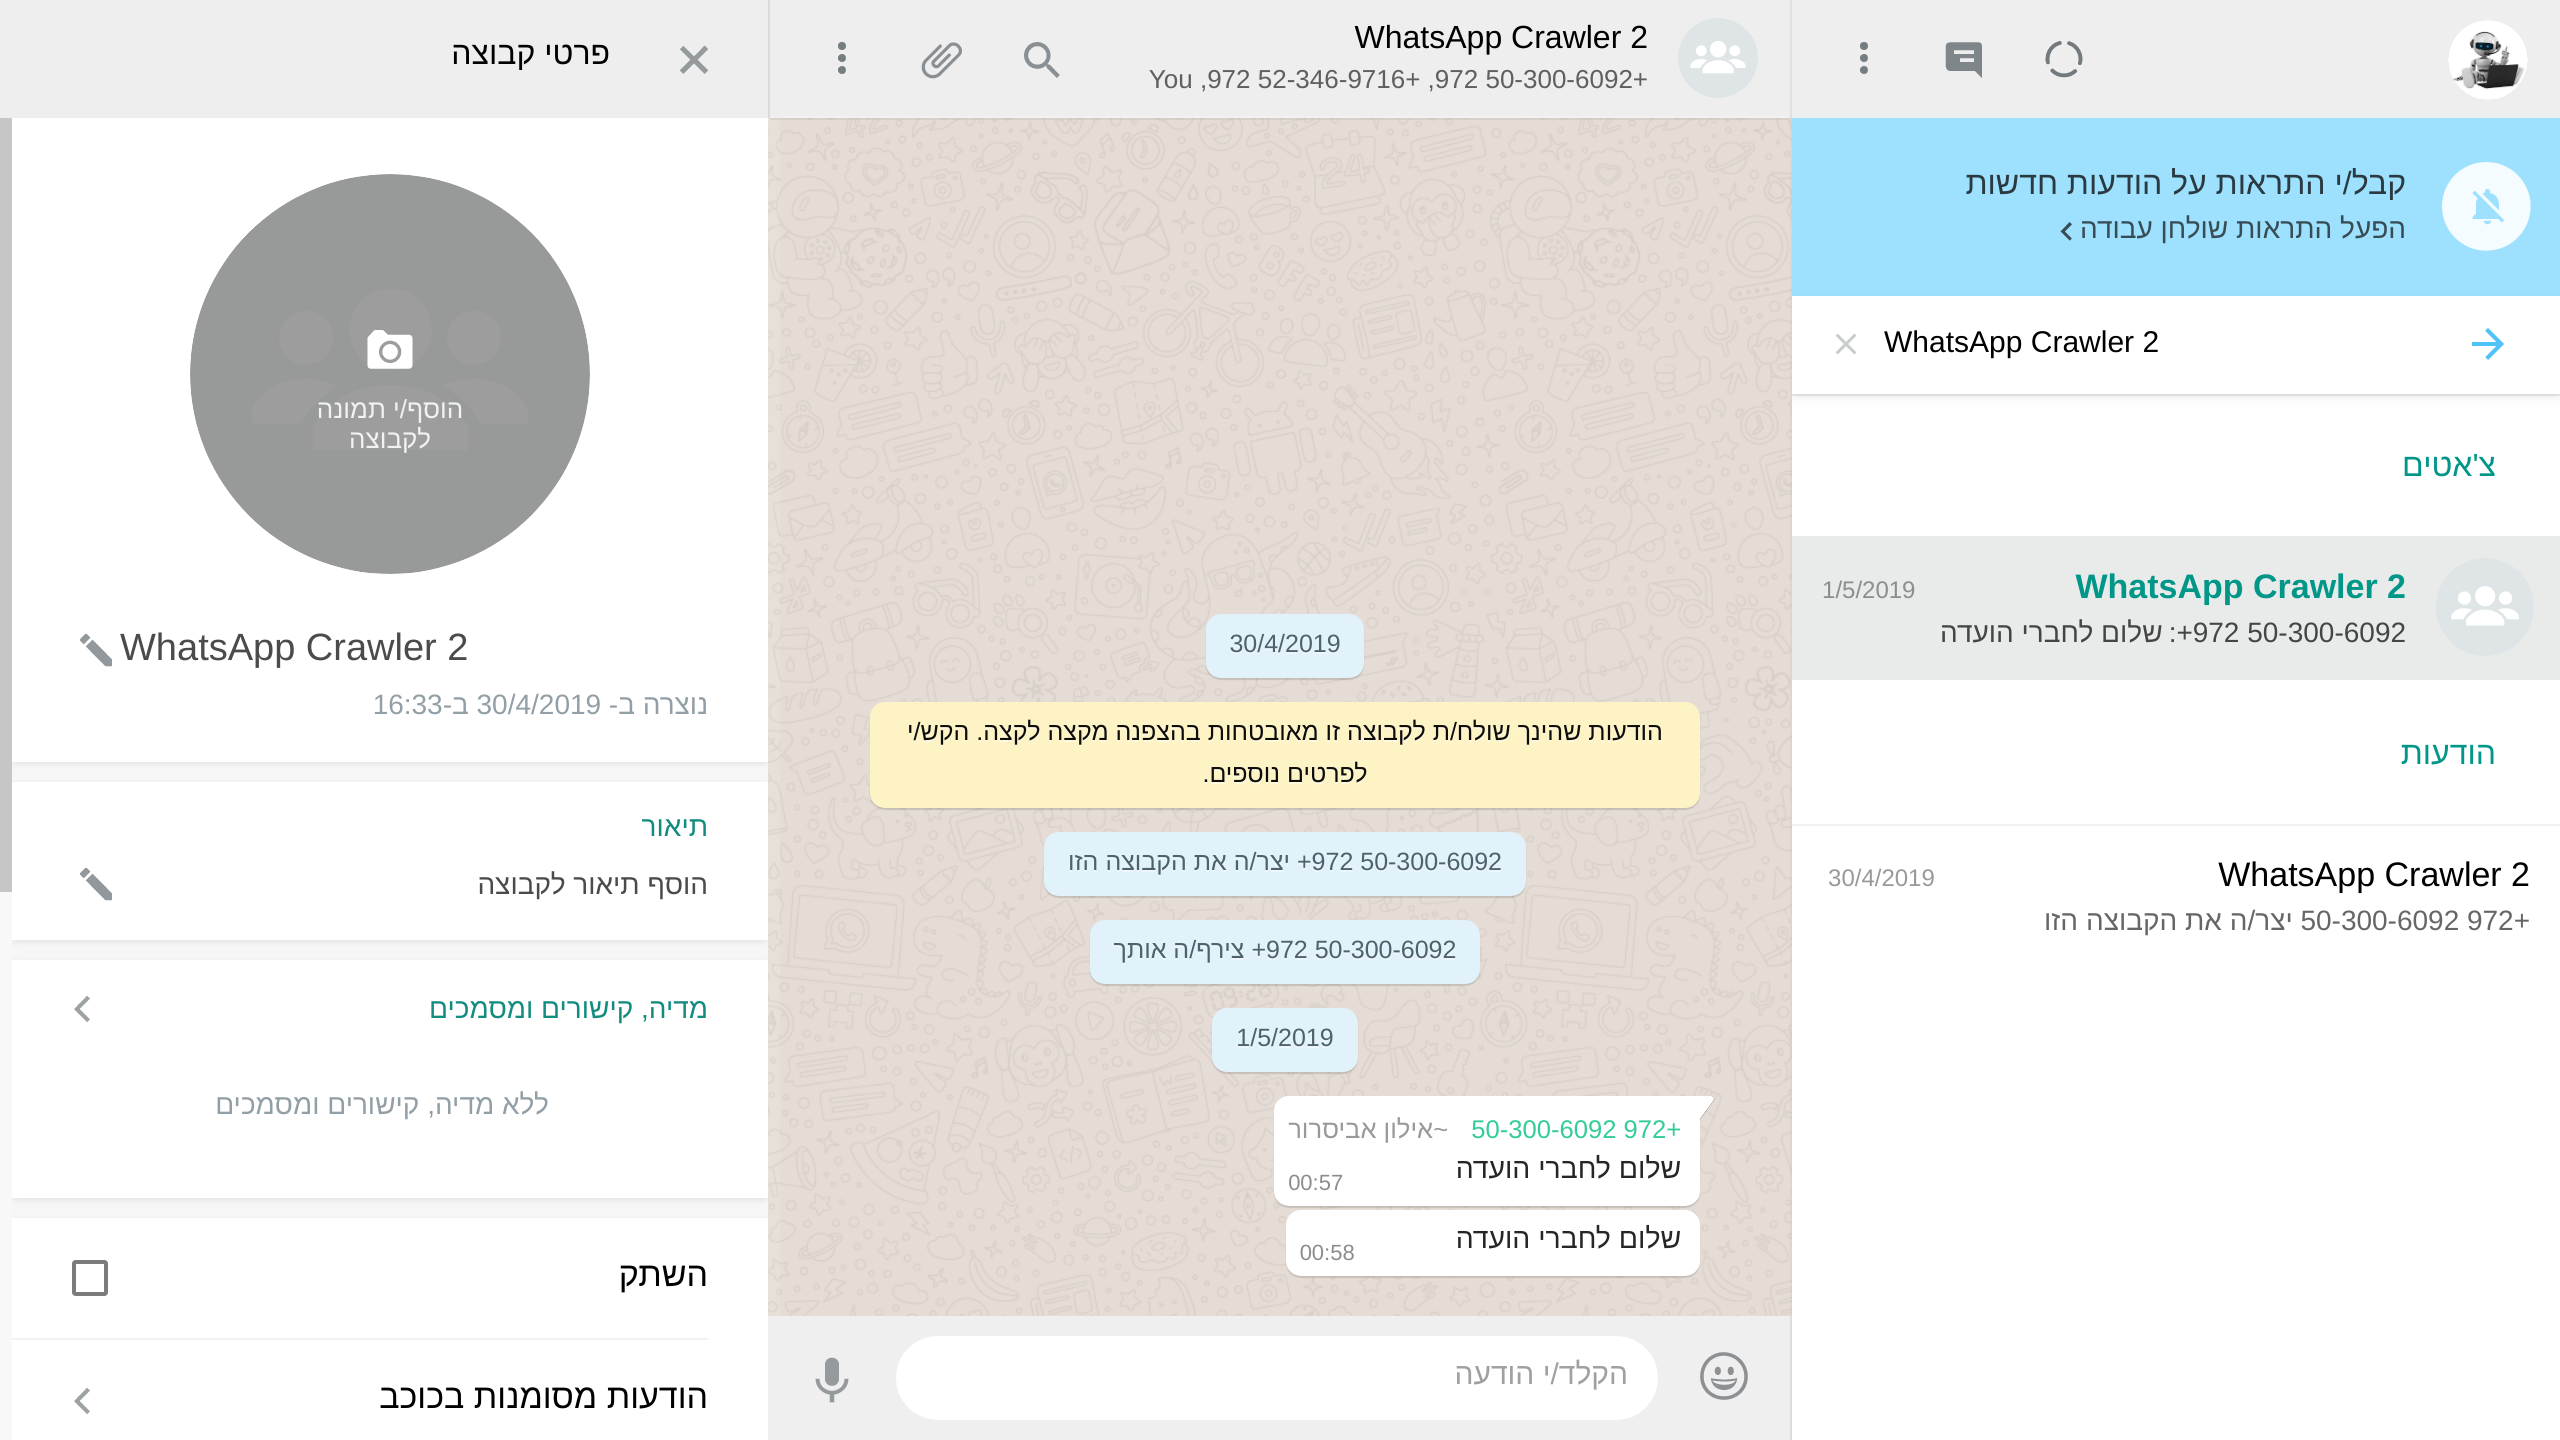 WhatsApp Crawler 2
+972 50-300-6092, +972 52-346-9716, You
פרטי קבוצה
קבל/י התראות על הודעות חדשות
הפעל התראות שולחן עבודה
WhatsApp Crawler 2
צ'אטים
WhatsApp Crawler 2
1/5/2019
+972 50-300-6092: שלום לחברי הועדה
הודעות
WhatsApp Crawler 2
30/4/2019
+972 50-300-6092 יצר/ה את הקבוצה הזו
30/4/2019
הודעות שהינך שולח/ת לקבוצה זו מאובטחות בהצפנה מקצה לקצה. הקש/י
לפרטים נוספים.
+972 50-300-6092 יצר/ה את הקבוצה הזו
+972 50-300-6092 צירף/ה אותך
1/5/2019
+972 50-300-6092 ~אילון אביסרור
שלום לחברי הועדה
00:57
שלום לחברי הועדה
00:58
הקלד/י הודעה
הוסף/י תמונה
לקבוצה
WhatsApp Crawler 2
נוצרה ב- 30/4/2019 ב-16:33
תיאור
הוסף תיאור לקבוצה
מדיה, קישורים ומסמכים
ללא מדיה, קישורים ומסמכים
השתק
הודעות מסומנות בכוכב